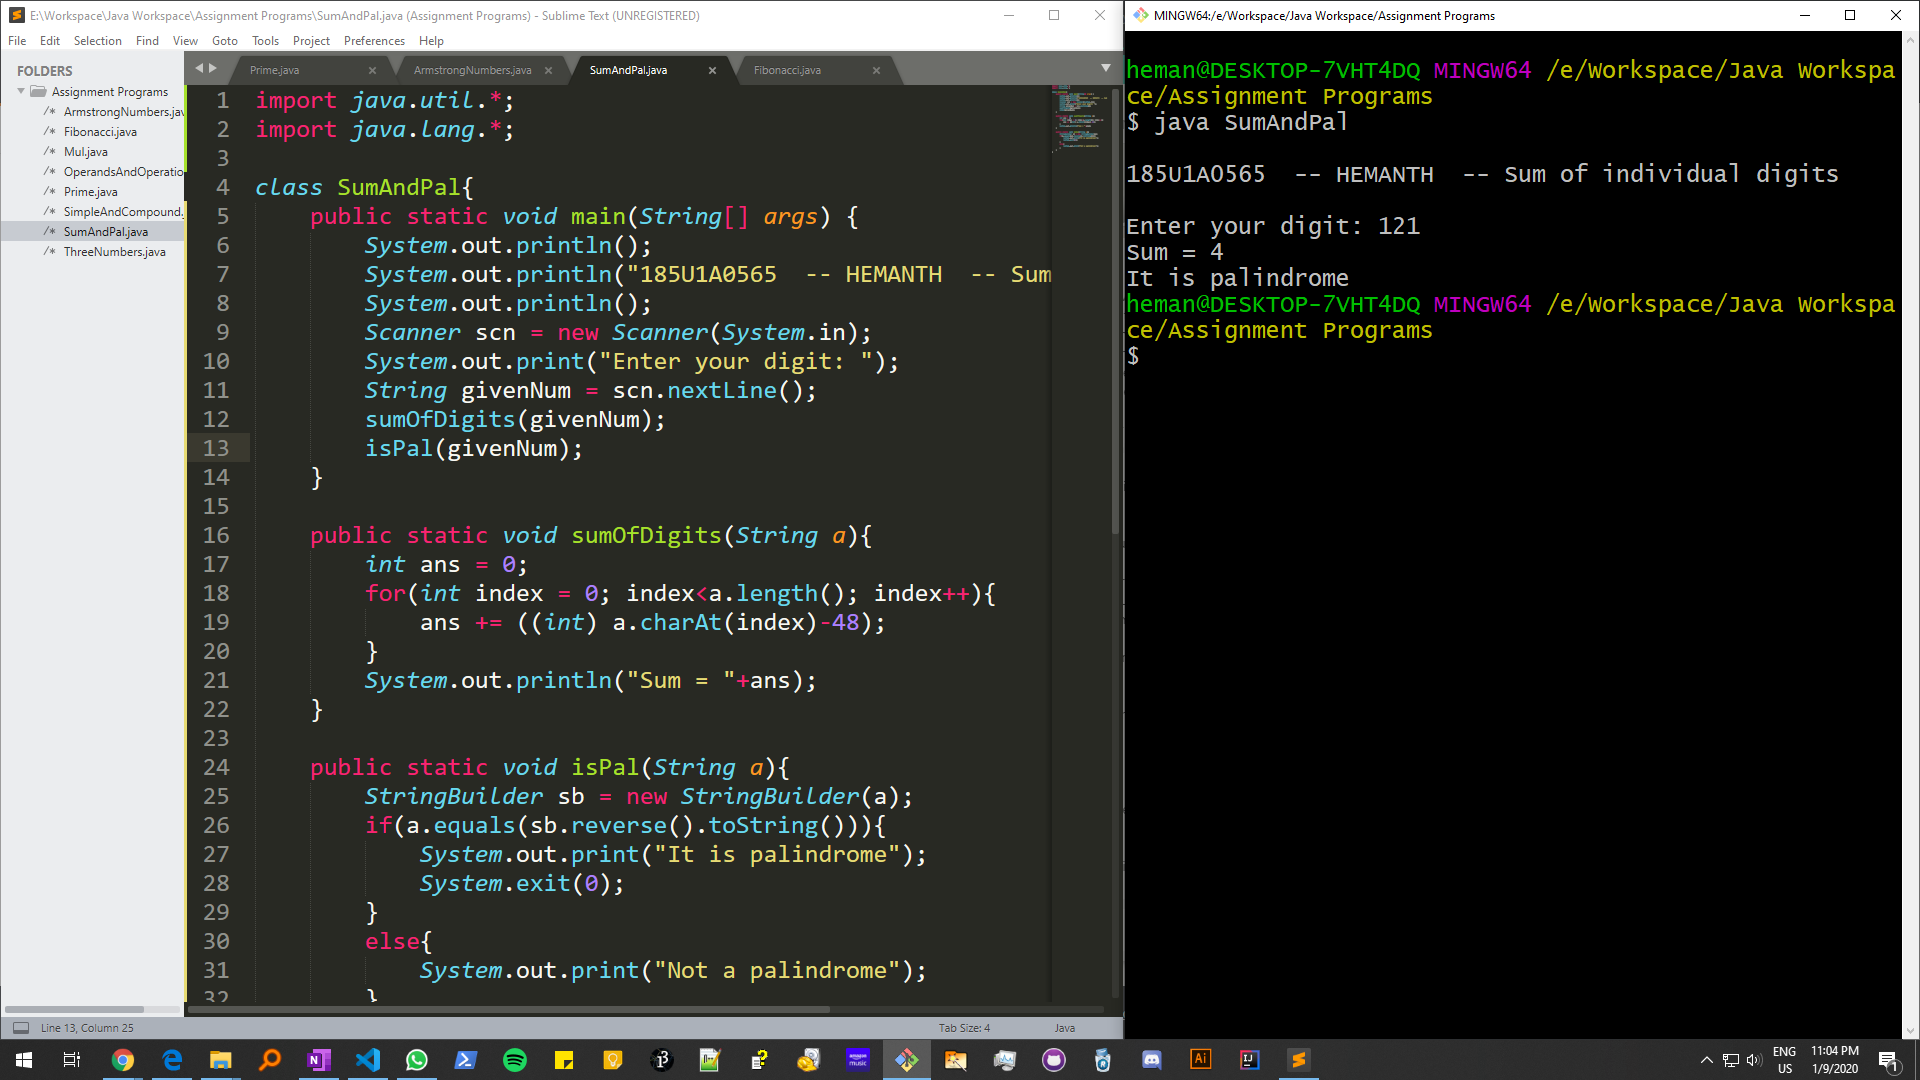 E:\Workspace\Java Workspace\Assignment Programs\SumAndPal.java (Assignment Programs) - Sublime Text (UNREGISTERED)
File Edit Selection Find View Goto Tools Project Preferences Help
FOLDERS
Assignment Programs
/* ArmstrongNumbers.jav
/* Fibonacci.java
/* Mul.java
/* OperandsAndOperatio
/* Prime.java
/* SimpleAndCompound.
/* SumAndPal.java
/* ThreeNumbers.java
Prime.java ArmstrongNumbers.java SumAndPal.java Fibonacci.java
1 import java.util.*;
2 import java.lang.*;
3
4 class SumAndPal{
5 public static void main(String[] args) {
6 System.out.println();
7 System.out.println("185U1A0565  -- HEMANTH  -- Sum
8 System.out.println();
9 Scanner scn = new Scanner(System.in);
10 System.out.print("Enter your digit: ");
11 String givenNum = scn.nextLine();
12 sumOfDigits(givenNum);
13 isPal(givenNum);
14 }
15
16 public static void sumOfDigits(String a){
17 int ans = 0;
18 for(int index = 0; index<a.length(); index++){
19 ans += ((int) a.charAt(index)-48);
20 }
21 System.out.println("Sum = "+ans);
22 }
23
24 public static void isPal(String a){
25 StringBuilder sb = new StringBuilder(a);
26 if(a.equals(sb.reverse().toString())){
27 System.out.print("It is palindrome");
28 System.exit(0);
29 }
30 else{
31 System.out.print("Not a palindrome");
32 }
Line 13, Column 25 Tab Size: 4 Java
MINGW64:/e/Workspace/Java Workspace/Assignment Programs
heman@DESKTOP-7VHT4DQ MINGW64 /e/Workspace/Java Workspa
ce/Assignment Programs
$ java SumAndPal
185U1A0565  -- HEMANTH  -- Sum of individual digits
Enter your digit: 121
Sum = 4
It is palindrome
heman@DESKTOP-7VHT4DQ MINGW64 /e/Workspace/Java Workspa
ce/Assignment Programs
$
ENG
US
11:04 PM
1/9/2020
1